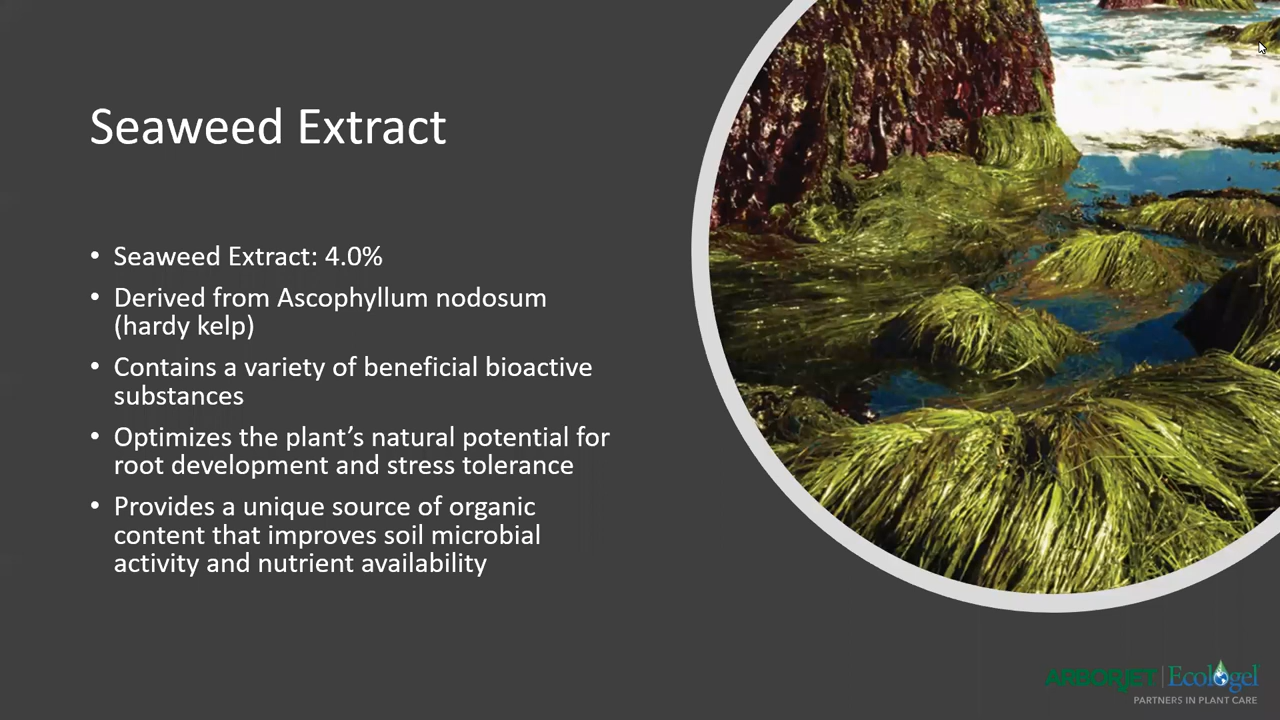 Seaweed Extract
• Seaweed Extract: 4.0%
• Derived from Ascophyllum nodosum
(hardy kelp)
• Contains a variety of beneficial bioactive
substances
• Optimizes the plant’s natural potential for
root development and stress tolerance
• Provides a unique source of organic
content that improves soil microbial
activity and nutrient availability
ARBORJET | Ecologel
PARTNERS IN PLANT CARE